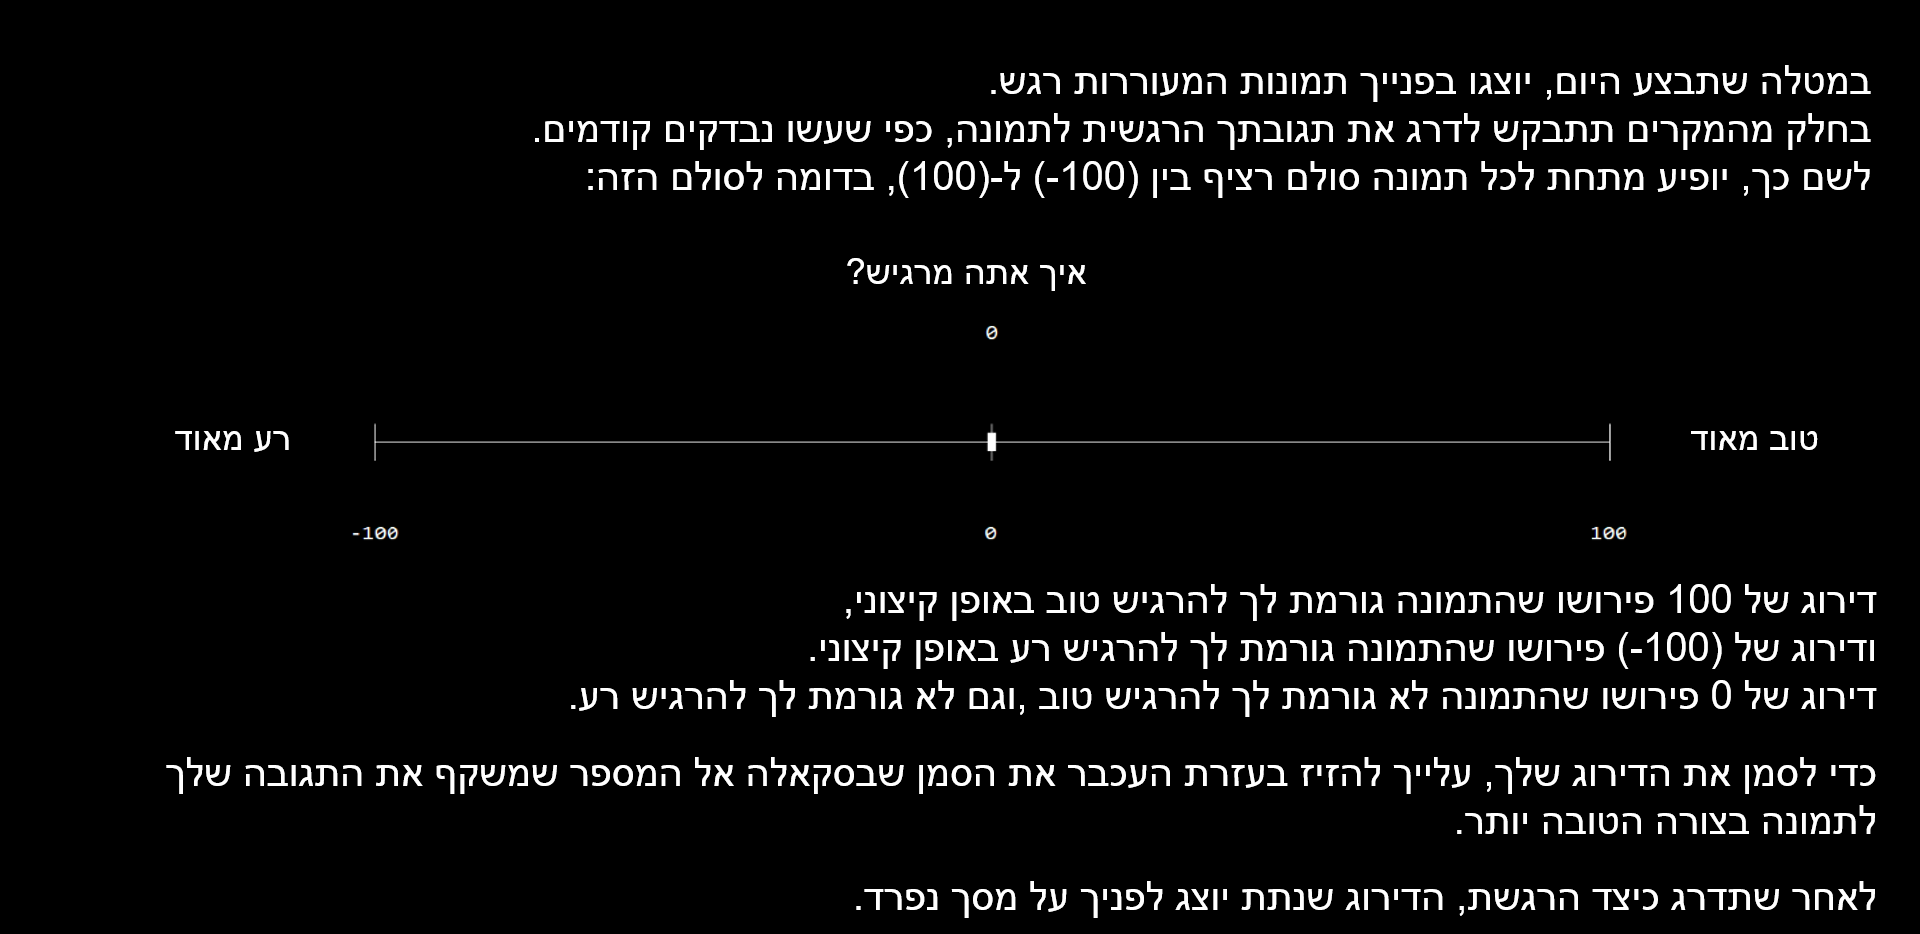 במטלה שתבצע היום, יוצגו בפנייך תמונות המעוררות רגש.
בחלק מהמקרים תתבקש לדרג את תגובתך הרגשית לתמונה, כפי שעשו נבדקים קודמים.
לשם כך, יופיע מתחת לכל תמונה סולם רציף בין (100-) ל-(100), בדומה לסולם הזה:
איך אתה מרגיש?
0
רע מאוד
טוב מאוד
-100
0
100
דירוג של 100 פירושו שהתמונה גורמת לך להרגיש טוב באופן קיצוני,
ודירוג של (100-) פירושו שהתמונה גורמת לך להרגיש רע באופן קיצוני.
דירוג של 0 פירושו שהתמונה לא גורמת לך להרגיש טוב ,וגם לא גורמת לך להרגיש רע.
כדי לסמן את הדירוג שלך, עלייך להזיז בעזרת העכבר את הסמן שבסקאלה אל המספר שמשקף את התגובה שלך
לתמונה בצורה הטובה יותר.
לאחר שתדרג כיצד הרגשת, הדירוג שנתת יוצג לפניך על מסך נפרד.